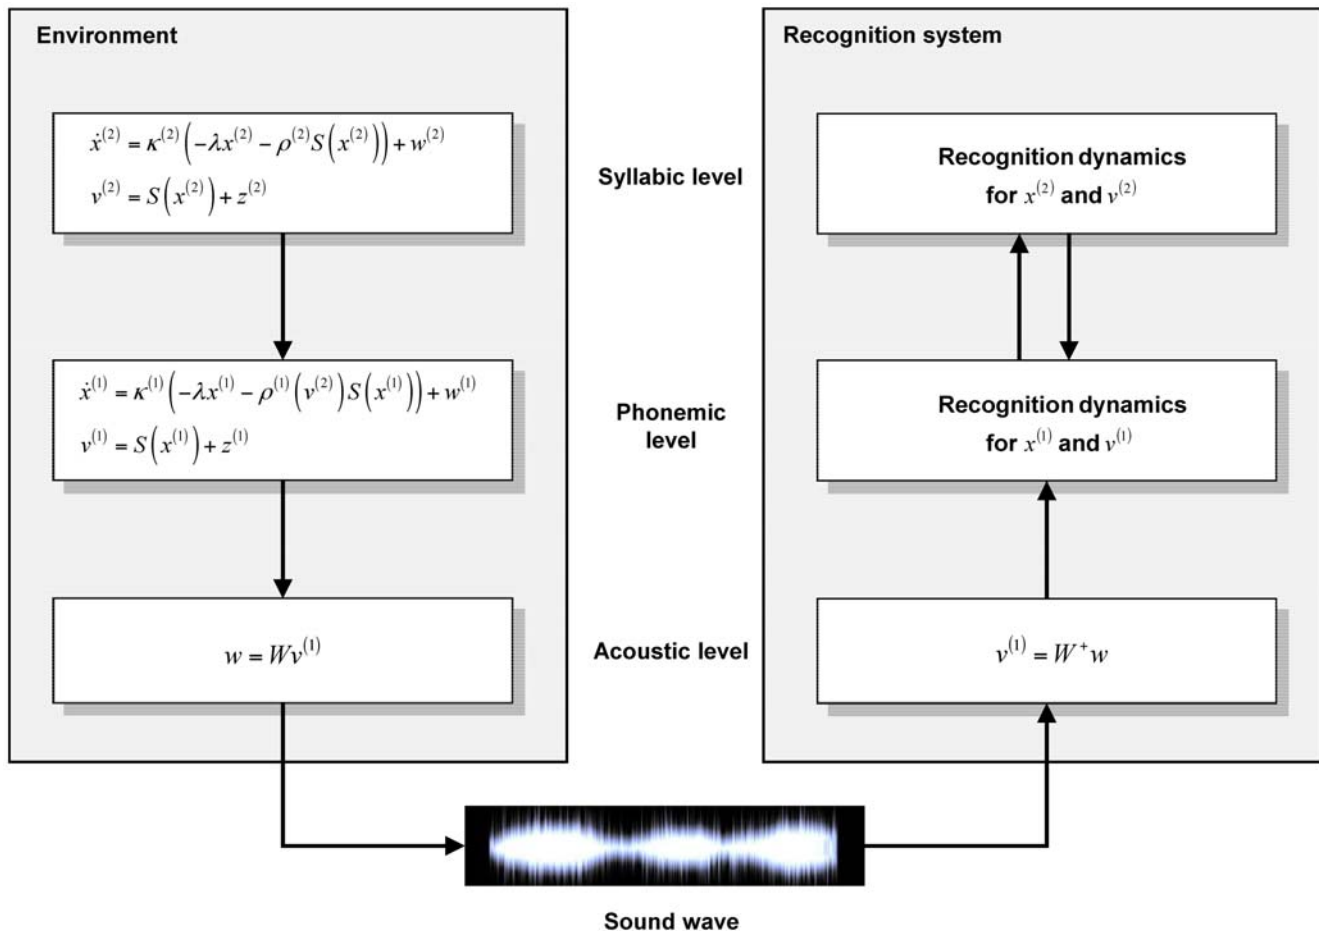 Environment
ẋ⁽²⁾ = κ⁽²⁾(−λx⁽²⁾ − ρ⁽²⁾S(x⁽²⁾)) + w⁽²⁾
v⁽²⁾ = S(x⁽²⁾) + z⁽²⁾
ẋ⁽¹⁾ = κ⁽¹⁾(−λx⁽¹⁾ − ρ⁽¹⁾(v⁽²⁾)S(x⁽¹⁾)) + w⁽¹⁾
v⁽¹⁾ = S(x⁽¹⁾) + z⁽¹⁾
w = Wv⁽¹⁾
Syllabic level
Phonemic
level
Acoustic level
Recognition system
Recognition dynamics
for x⁽²⁾ and v⁽²⁾
Recognition dynamics
for x⁽¹⁾ and v⁽¹⁾
v⁽¹⁾ = W⁺w
Sound wave